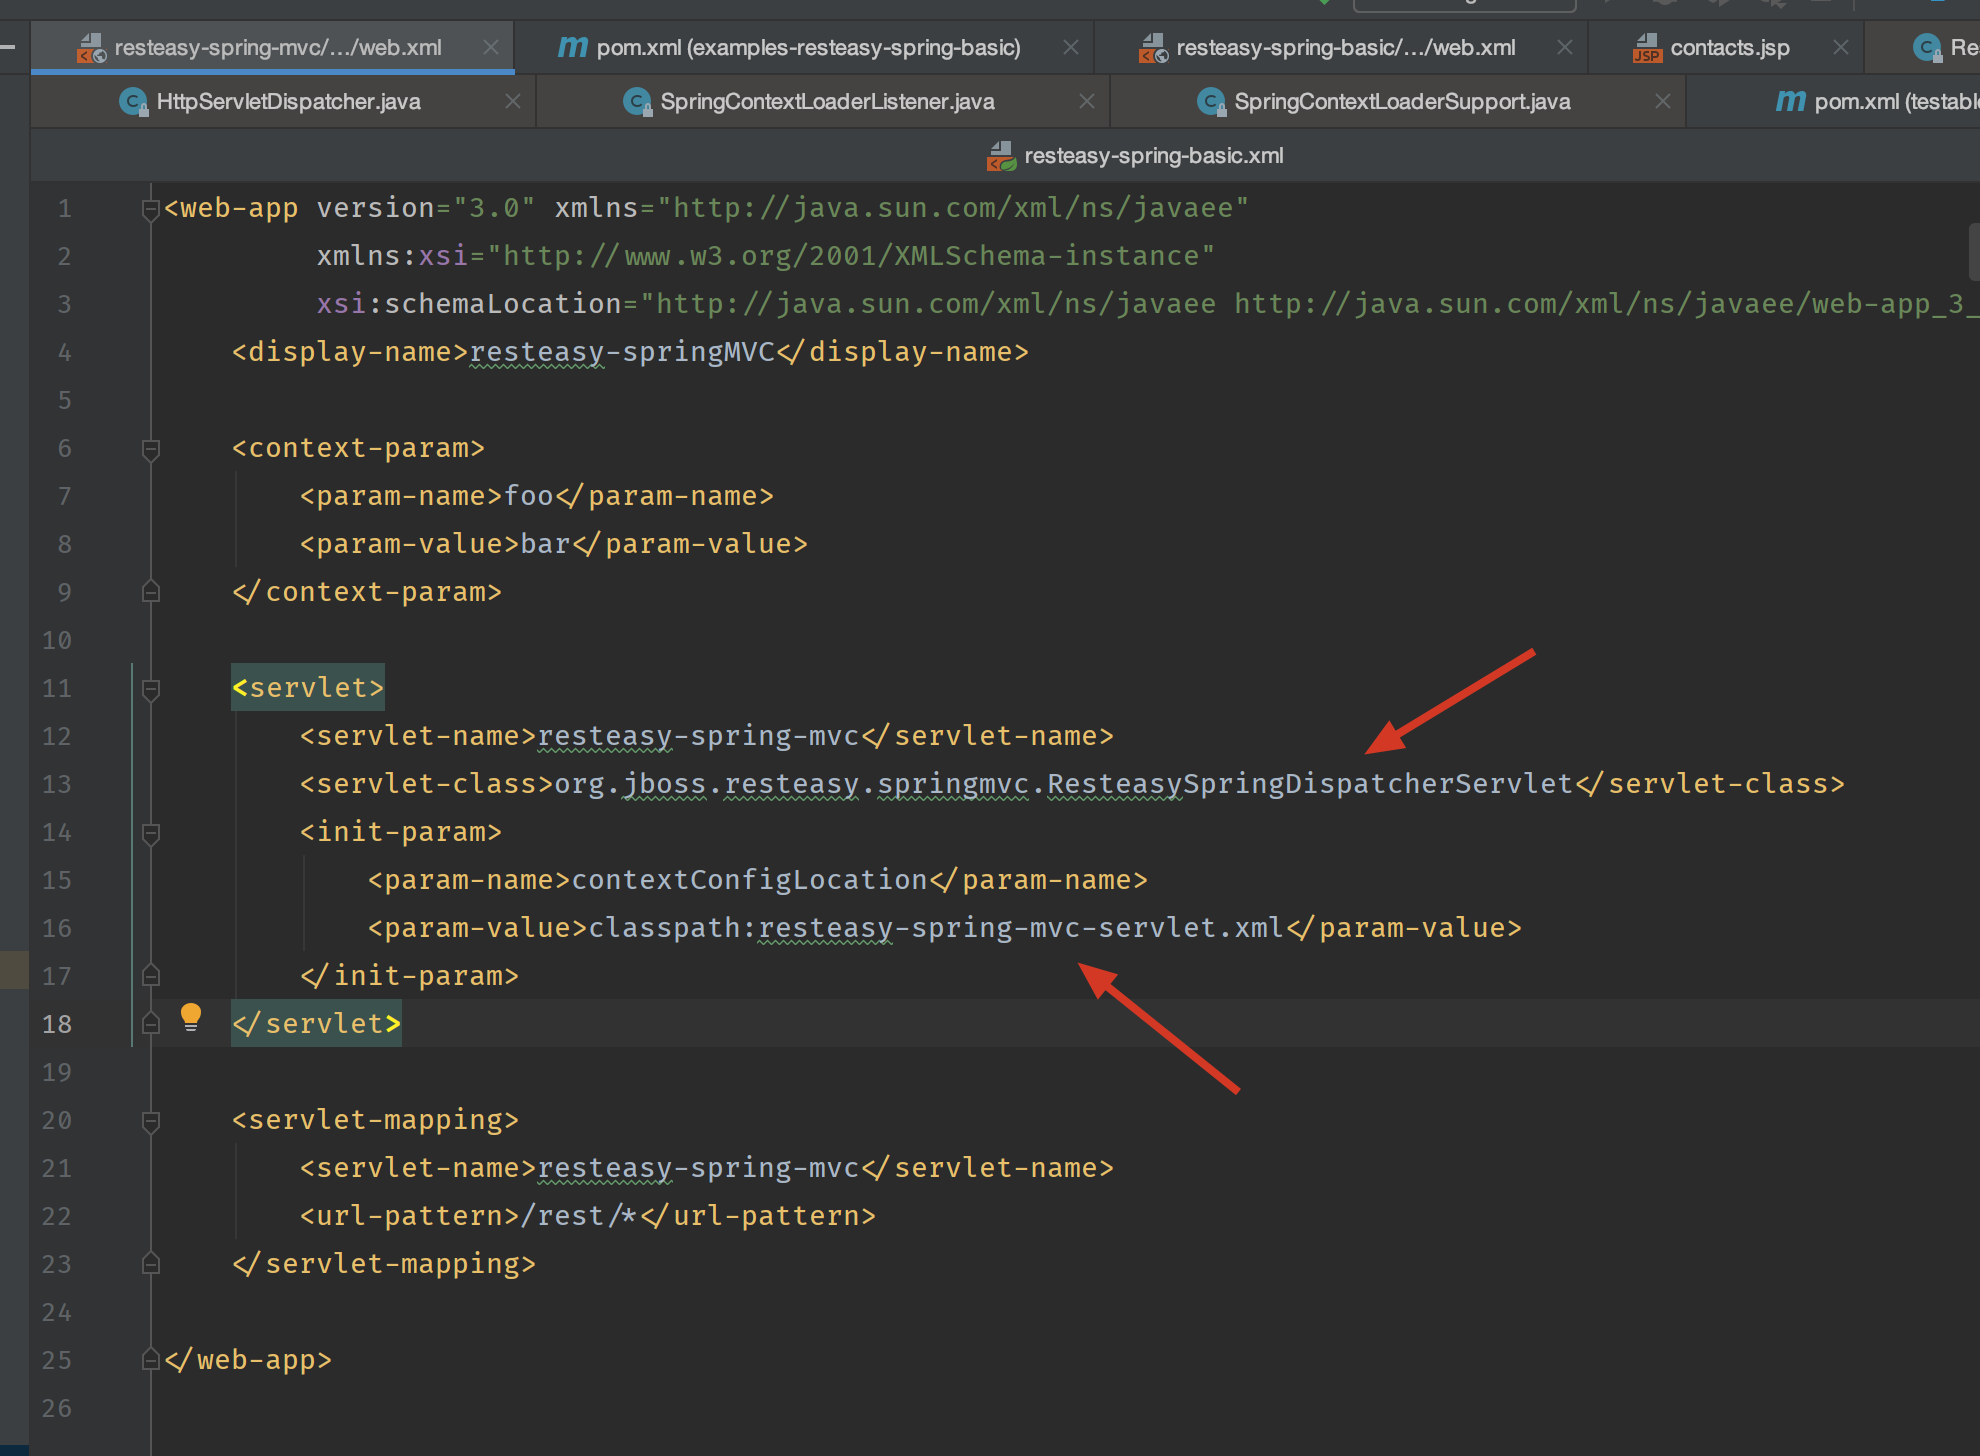 resteasy-spring-mvc/.../web.xml
pom.xml (examples-resteasy-spring-basic)
resteasy-spring-basic/.../web.xml
contacts.jsp
HttpServletDispatcher.java
SpringContextLoaderListener.java
SpringContextLoaderSupport.java
pom.xml
resteasy-spring-basic.xml
1 <web-app version="3.0" xmlns="http://java.sun.com/xml/ns/javaee"
2 xmlns:xsi="http://www.w3.org/2001/XMLSchema-instance"
3 xsi:schemaLocation="http://java.sun.com/xml/ns/javaee http://java.sun.com/xml/ns/javaee/web-app_3_
4 <display-name>resteasy-springMVC</display-name>
5
6 <context-param>
7 <param-name>foo</param-name>
8 <param-value>bar</param-value>
9 </context-param>
10
11 <servlet>
12 <servlet-name>resteasy-spring-mvc</servlet-name>
13 <servlet-class>org.jboss.resteasy.springmvc.ResteasySpringDispatcherServlet</servlet-class>
14 <init-param>
15 <param-name>contextConfigLocation</param-name>
16 <param-value>classpath:resteasy-spring-mvc-servlet.xml</param-value>
17 </init-param>
18 </servlet>
19
20 <servlet-mapping>
21 <servlet-name>resteasy-spring-mvc</servlet-name>
22 <url-pattern>/rest/*</url-pattern>
23 </servlet-mapping>
24
25 </web-app>
26